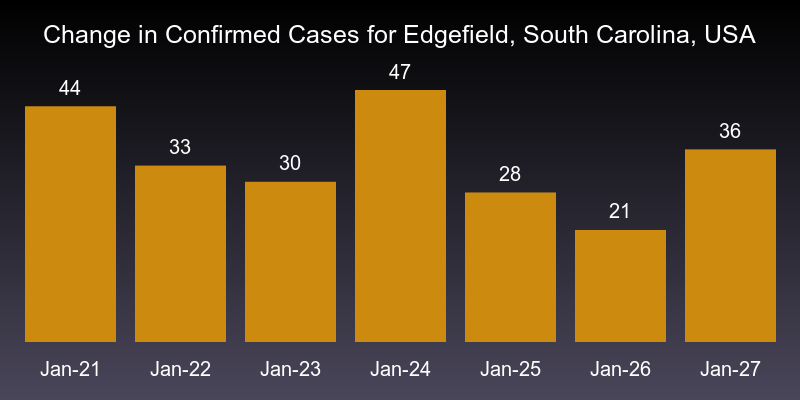 Change in Confirmed Cases for Edgefield, South Carolina, USA
44
33
30
47
28
21
36
Jan-21
Jan-22
Jan-23
Jan-24
Jan-25
Jan-26
Jan-27